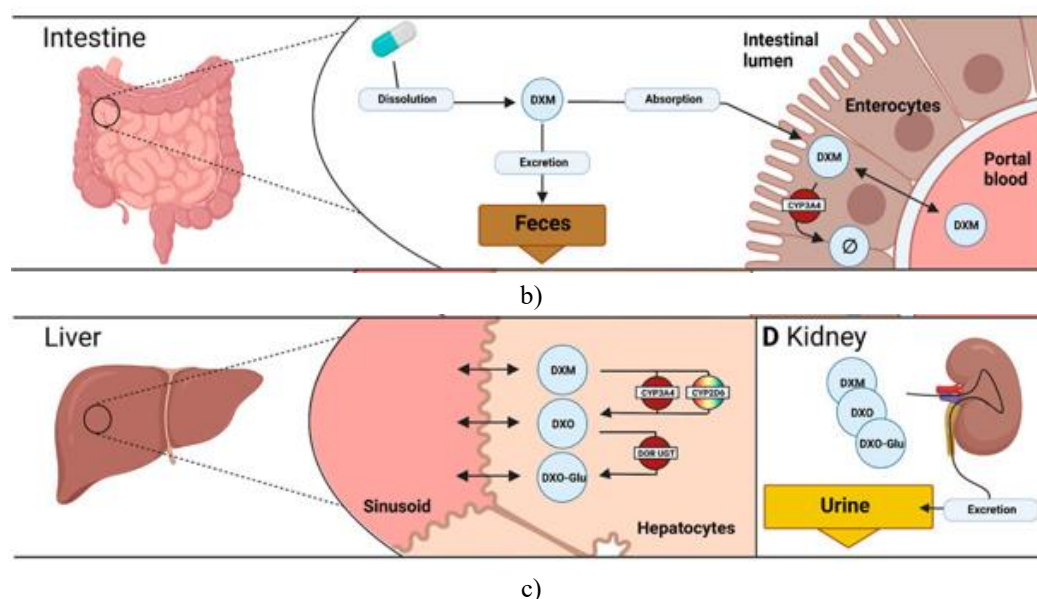 Intestine
Dissolution
DXM
Absorption
Excretion
Feces
Intestinal
lumen
Enterocytes
DXM
CYP3A4
Ø
Portal
blood
DXM
b)
Liver
DXM
CYP3A4
CYP2D6
DXO
DOR UGT
DXO-Glu
Sinusoid
Hepatocytes
D Kidney
DXM
DXO
DXO-Glu
Urine
Excretion
c)